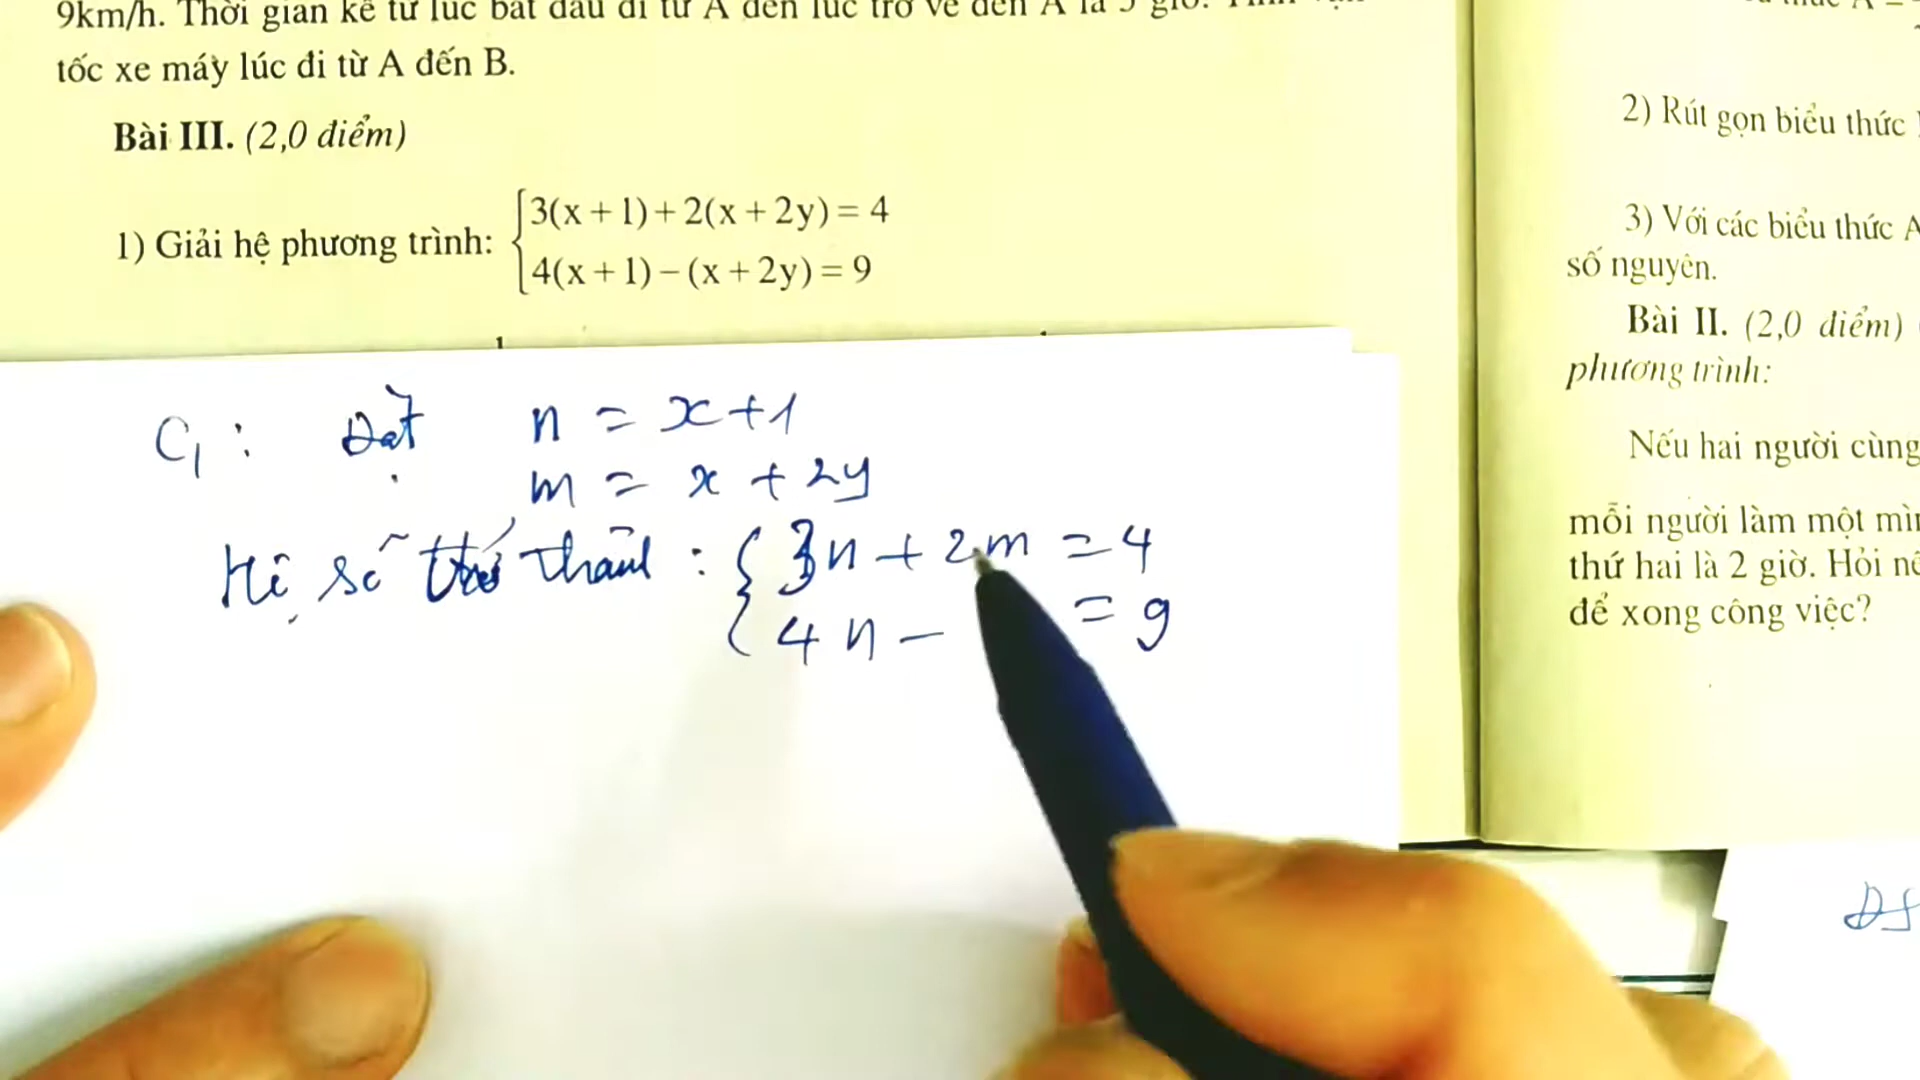 9km/h. Thời gian kể từ lúc bắt đầu đi từ A đến lúc trở về đến A là 5 giờ.
tốc xe máy lúc đi từ A đến B.
Bài III. (2,0 điểm)
1) Giải hệ phương trình:
3(x + 1) + 2(x + 2y) = 4
4(x + 1) − (x + 2y) = 9
C1 : Đặt n = x+1
m = x + 2y
Hệ số thành : 3n + 2m = 4
4n − = 9
2) Rút gọn biểu thức
3) Với các biểu thức A
số nguyên.
Bài II. (2,0 điểm)
phương trình:
Nếu hai người cùng
mỗi người làm một
thứ hai là 2 giờ. Hỏi
để xong công việc?